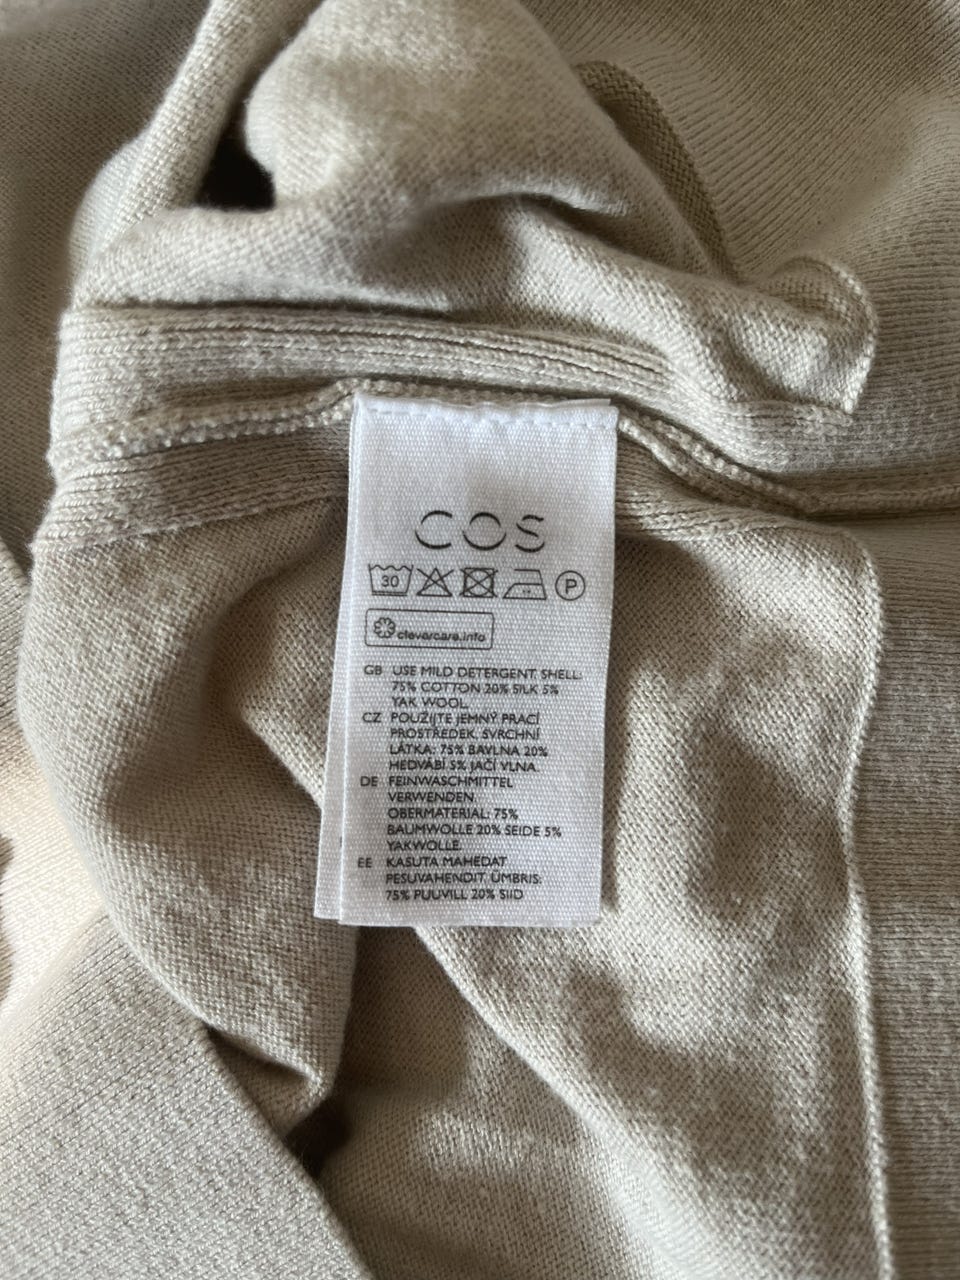 COS
30 P
clevercare.info
GB USE MILD DETERGENT. SHELL:
75% COTTON 20% SILK 5%
YAK WOOL.
CZ POUŽIJTE JEMNÝ PRACÍ
PROSTŘEDEK. SVRCHNÍ
LÁTKA: 75% BAVLNA 20%
HEDVÁBÍ 5% JAČÍ VLNA.
DE FEINWASCHMITTEL
VERWENDEN.
OBERMATERIAL: 75%
BAUMWOLLE 20% SEIDE 5%
YAKWOLLE.
EE KASUTA MAHEDAT
PESUVAHENDIT. ÜMBRIS:
75% PUUVILL 20% SIID